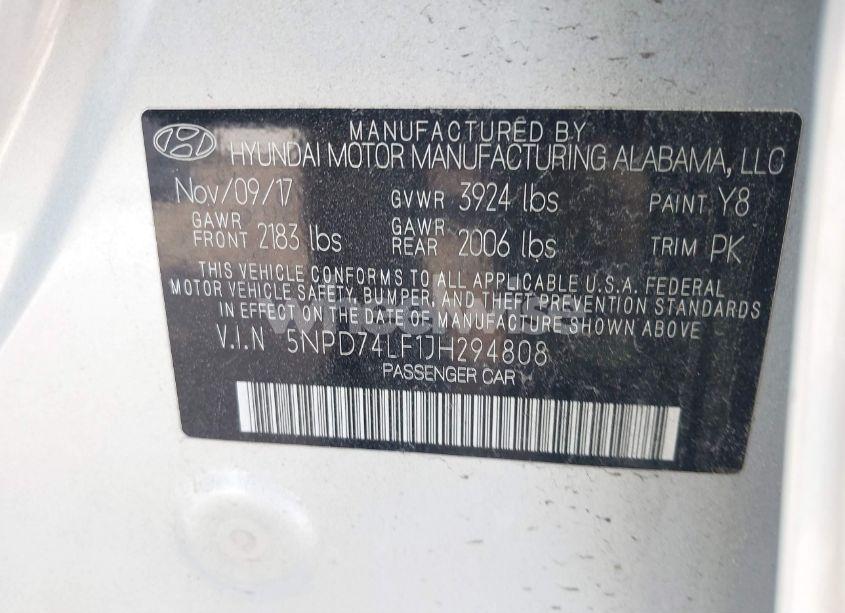 MANUFACTURED BY
HYUNDAI MOTOR MANUFACTURING ALABAMA, LLC
Nov/09/17 GVWR 3924 lbs PAINT Y8
GAWR FRONT 2183 lbs GAWR REAR 2006 lbs TRIM PK
THIS VEHICLE CONFORMS TO ALL APPLICABLE U.S.A. FEDERAL
MOTOR VEHICLE SAFETY, BUMPER, AND THEFT PREVENTION STANDARDS
IN EFFECT ON THE DATE OF MANUFACTURE SHOWN ABOVE.
V.I.N 5NPD74LF1JH294808
PASSENGER CAR